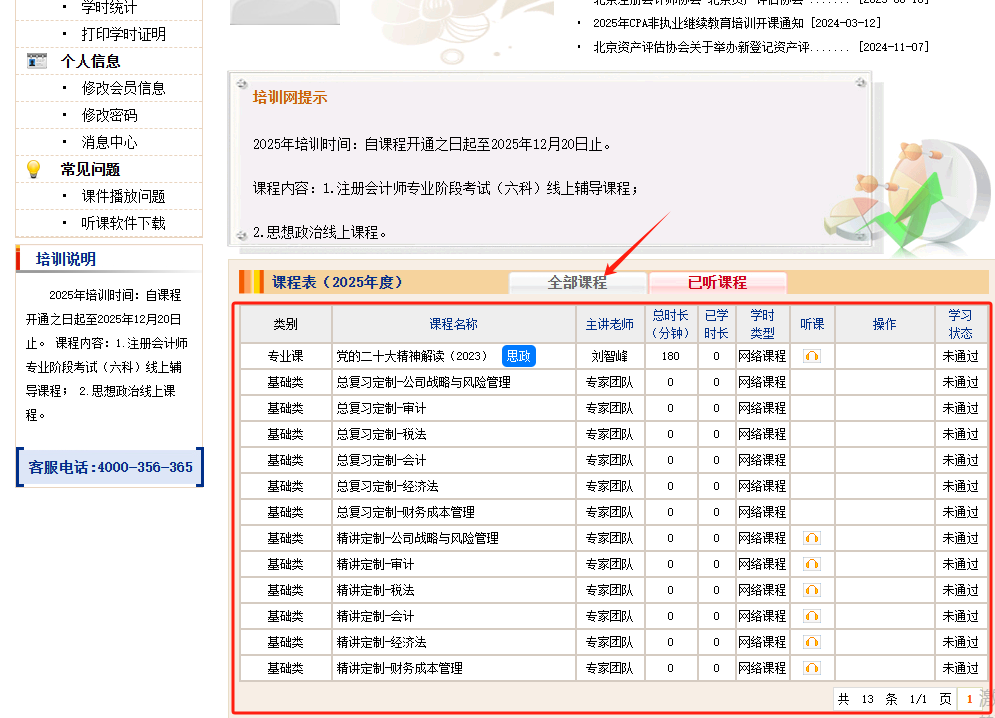 · 学时统计
· 打印学时证明
个人信息
· 修改会员信息
· 修改密码
· 消息中心
常见问题
· 课件播放问题
· 听课软件下载
培训说明
2025年培训时间：自课程
开通之日起至2025年12月20日
止。 课程内容：1.注册会计师
专业阶段考试（六科）线上辅
导课程； 2.思想政治线上课
程。
客服电话:4000-356-365
· 2025年CPA非执业继续教育培训开课通知 [2024-03-12]
· 北京资产评估协会关于举办新登记资产评....... [2024-11-07]
培训网提示
2025年培训时间：自课程开通之日起至2025年12月20日止。
课程内容：1.注册会计师专业阶段考试（六科）线上辅导课程；
2.思想政治线上课程。
课程表（2025年度） 全部课程 已听课程
类别 课程名称 主讲老师 总时长（分钟） 已学时长 学时类型 听课 操作 学习状态
专业课 党的二十大精神解读（2023） 思政 刘智峰 180 0 网络课程 未通过
基础类 总复习定制-公司战略与风险管理 专家团队 0 0 网络课程 未通过
基础类 总复习定制-审计 专家团队 0 0 网络课程 未通过
基础类 总复习定制-税法 专家团队 0 0 网络课程 未通过
基础类 总复习定制-会计 专家团队 0 0 网络课程 未通过
基础类 总复习定制-经济法 专家团队 0 0 网络课程 未通过
基础类 总复习定制-财务成本管理 专家团队 0 0 网络课程 未通过
基础类 精讲定制-公司战略与风险管理 专家团队 0 0 网络课程 未通过
基础类 精讲定制-审计 专家团队 0 0 网络课程 未通过
基础类 精讲定制-税法 专家团队 0 0 网络课程 未通过
基础类 精讲定制-会计 专家团队 0 0 网络课程 未通过
基础类 精讲定制-经济法 专家团队 0 0 网络课程 未通过
基础类 精讲定制-财务成本管理 专家团队 0 0 网络课程 未通过
共 13 条 1/1 页 1